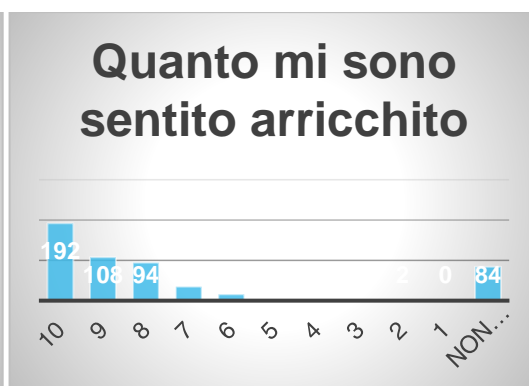 Quanto mi sono
sentito arricchito
192
108 94 2 0 84
10 9 8 7 6 5 4 3 2 1 NON...